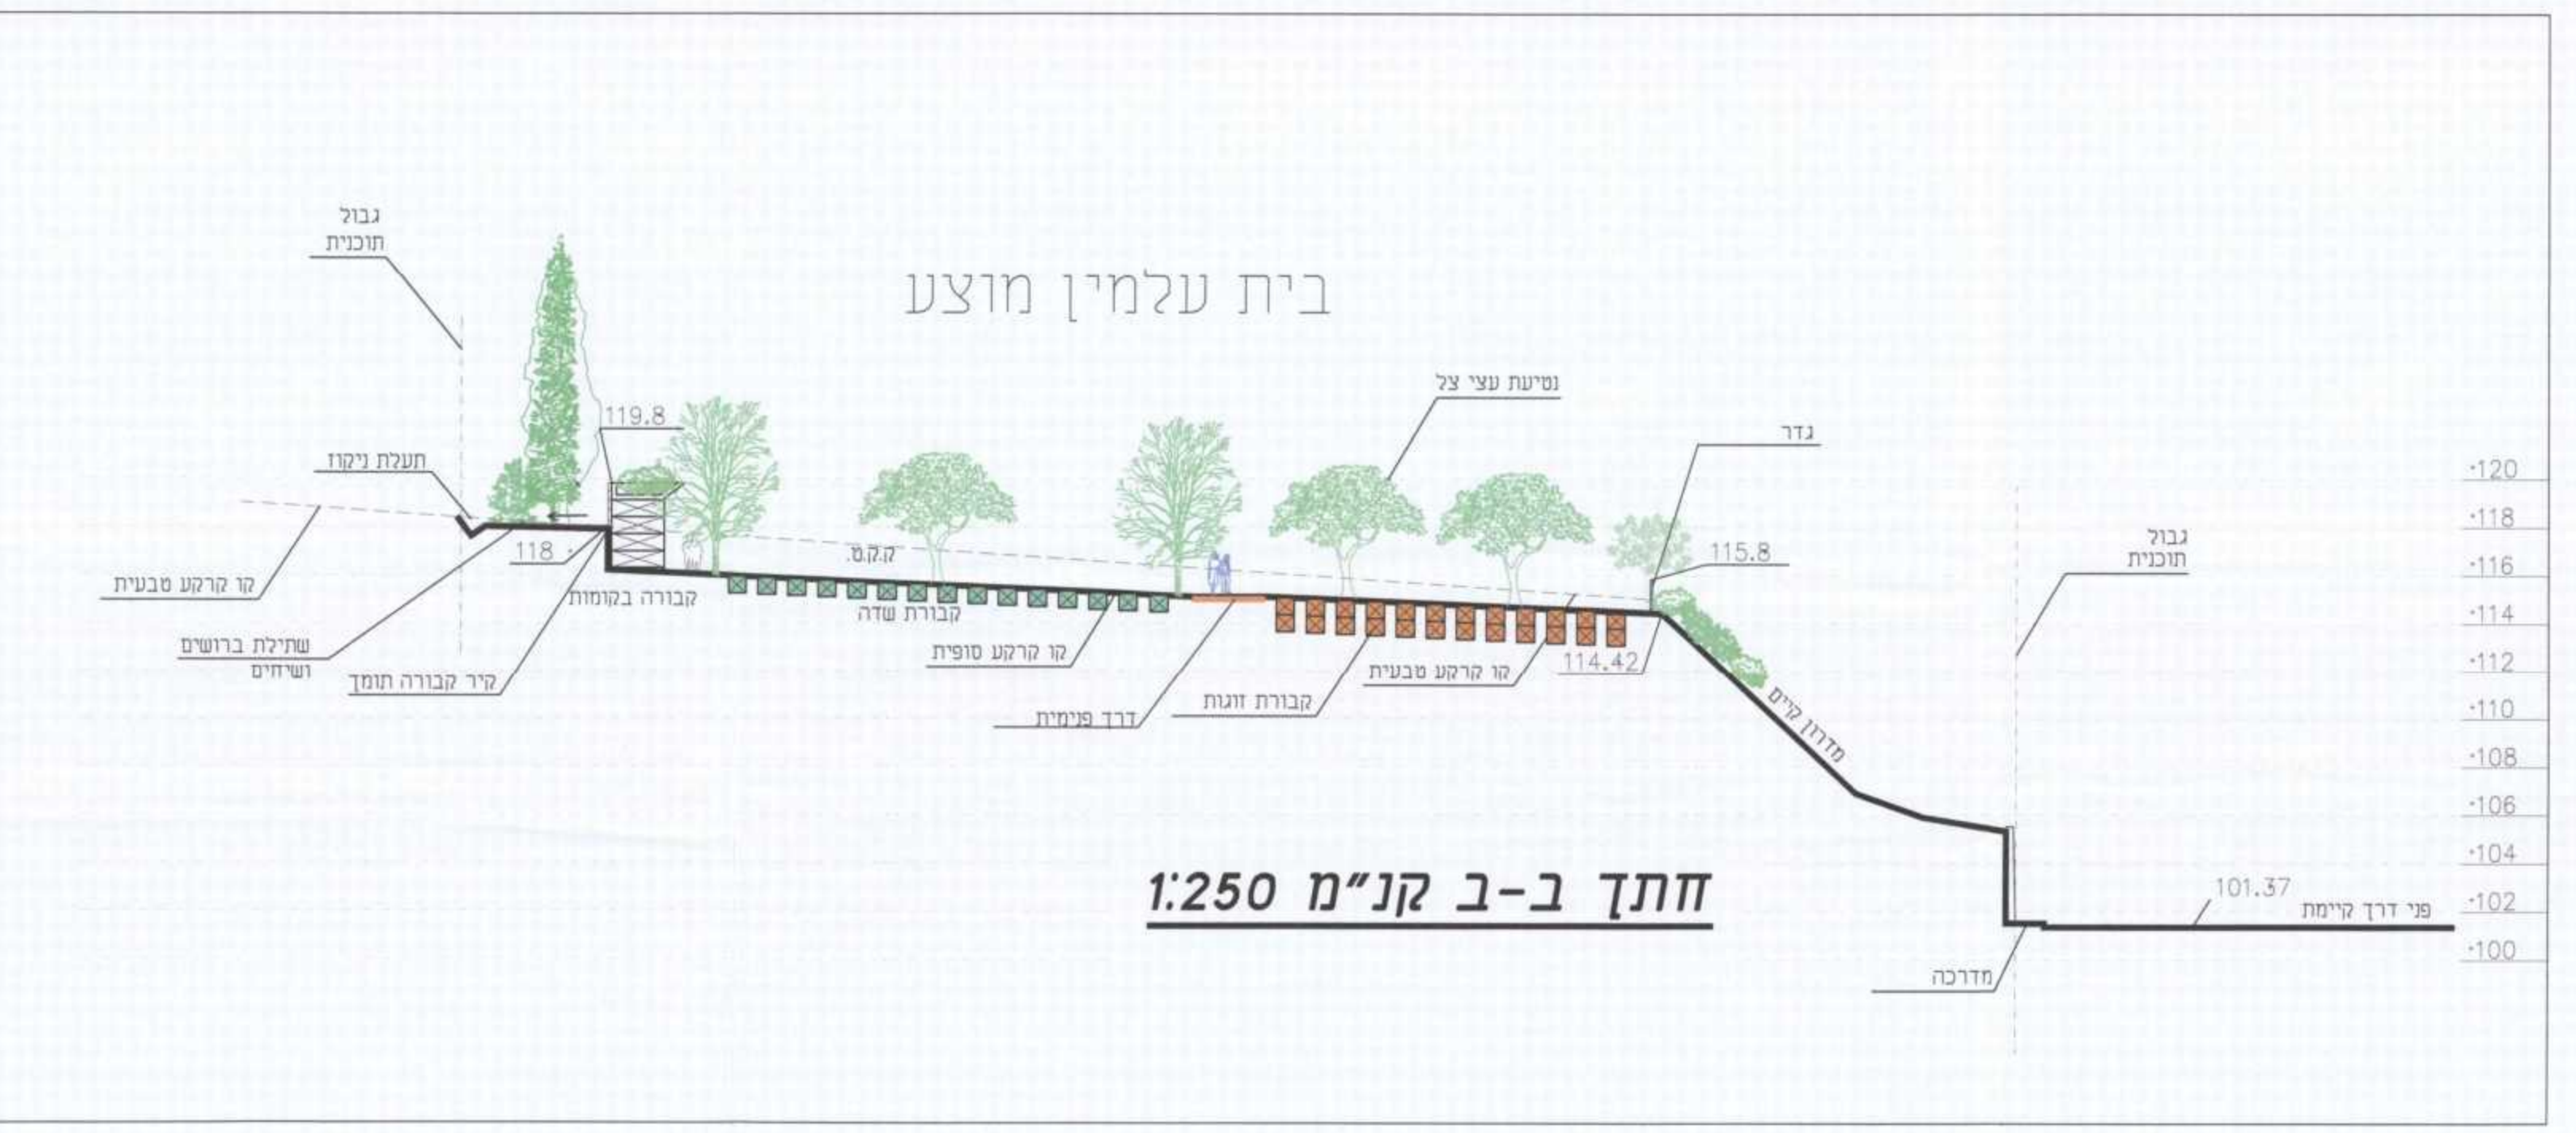 בית עלמין מוצע
גבול
תוכנית
נטיעת עצי צל
119.8
גדר
תעלת ניקוז
115.8
118
ק.ק.ט.
גבול
תוכנית
קו קרקע טבעית
קבורה בקומות
קבורת שדה
שתילת ברושים
ושיחים
קיר קבורה תומך
קו קרקע סופית
קו קרקע טבעית
114.42
קבורת זוגות
דרך פנימית
מדרון קיים
חתך ב-ב קנ״מ 1:250
101.37
פני דרך קיימת
מדרכה
120
118
116
114
112
110
108
106
104
102
100